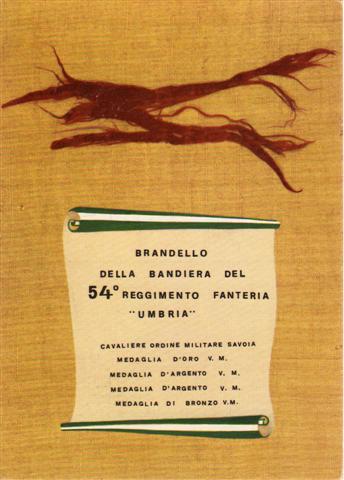 BRANDELLO
DELLA BANDIERA DEL
54° REGGIMENTO FANTERIA
"UMBRIA"
CAVALIERE ORDINE MILITARE SAVOIA
MEDAGLIA D'ORO V. M.
MEDAGLIA D'ARGENTO V. M.
MEDAGLIA D'ARGENTO V. M.
MEDAGLIA DI BRONZO V.M.